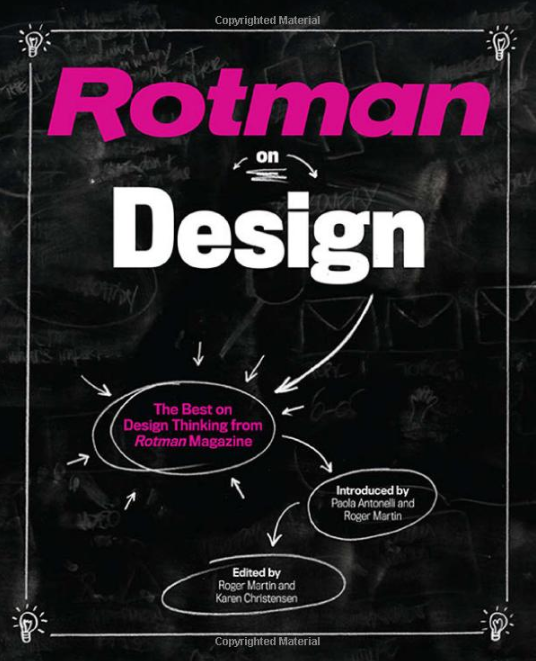 Copyrighted Material
Rotman
on
Design
The Best on
Design Thinking from
Rotman Magazine
Introduced by
Paola Antonelli and
Roger Martin
Edited by
Roger Martin and
Karen Christensen
Copyrighted Material